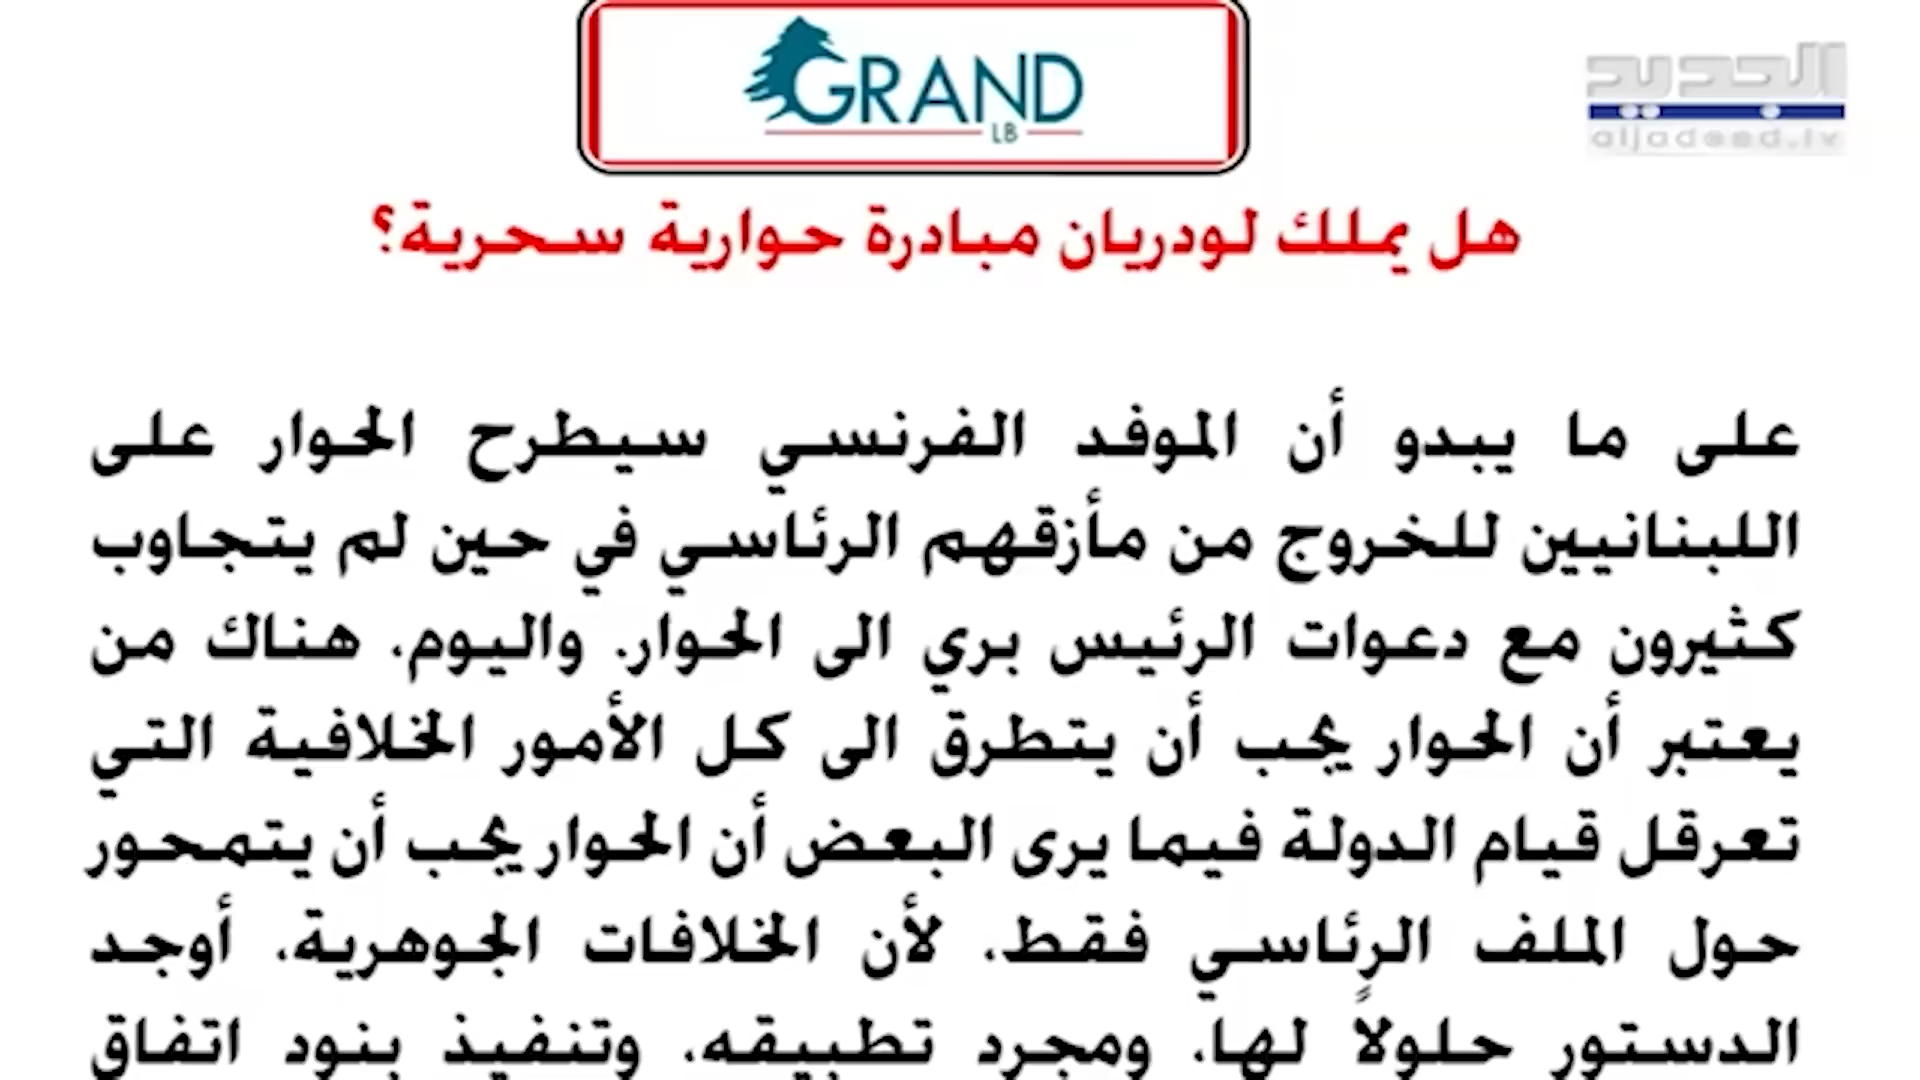 GRAND
LB
الجديد
aljadeed.tv
هل يملك لودريان مبادرة حوارية سحرية؟
على ما يبدو أن الموفد الفرنسي سيطرح الحوار على
اللبنانيين للخروج من مأزقهم الرئاسي في حين لم يتجاوب
كثيرون مع دعوات الرئيس بري الى الحوار. واليوم، هناك من
يعتبر أن الحوار يجب أن يتطرق الى كل الأمور الخلافية التي
تعرقل قيام الدولة فيما يرى البعض أن الحوار يجب أن يتمحور
حول الملف الرئاسي فقط، لأن الخلافات الجوهرية، أوجد
الدستور حلولاً لها، ومجرد تطبيقه، وتنفيذ بنود اتفاق